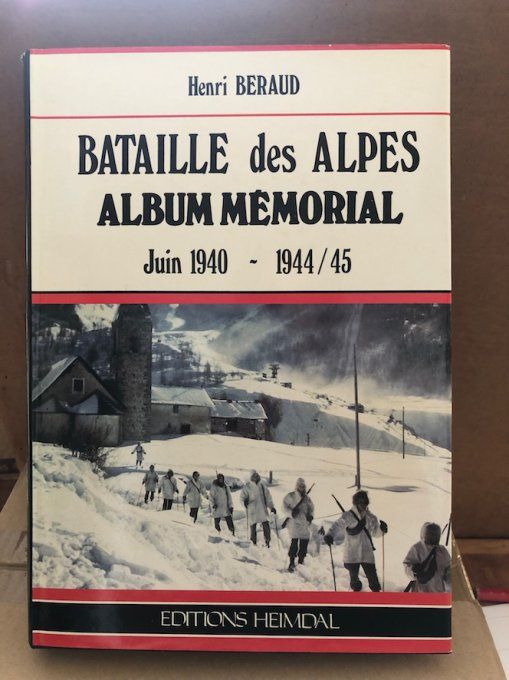 Henri BERAUD
BATAILLE des ALPES
ALBUM MÉMORIAL
Juin 1940 ~ 1944/45
EDITIONS HEIMDAL